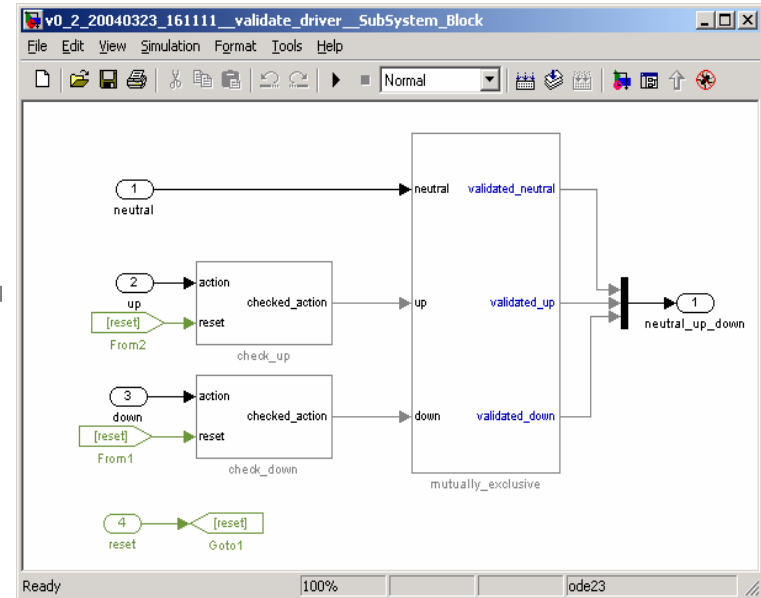 v0_2_20040323_161111__validate_driver__SubSystem_Block
File Edit View Simulation Format Tools Help
Normal
1
neutral
neutral validated_neutral
2
up
action
checked_action
reset
[reset]
From2
check_up
up validated_up
1
neutral_up_down
3
down
action
checked_action
reset
[reset]
From1
check_down
down validated_down
mutually_exclusive
4
reset
[reset]
Goto1
Ready 100% ode23